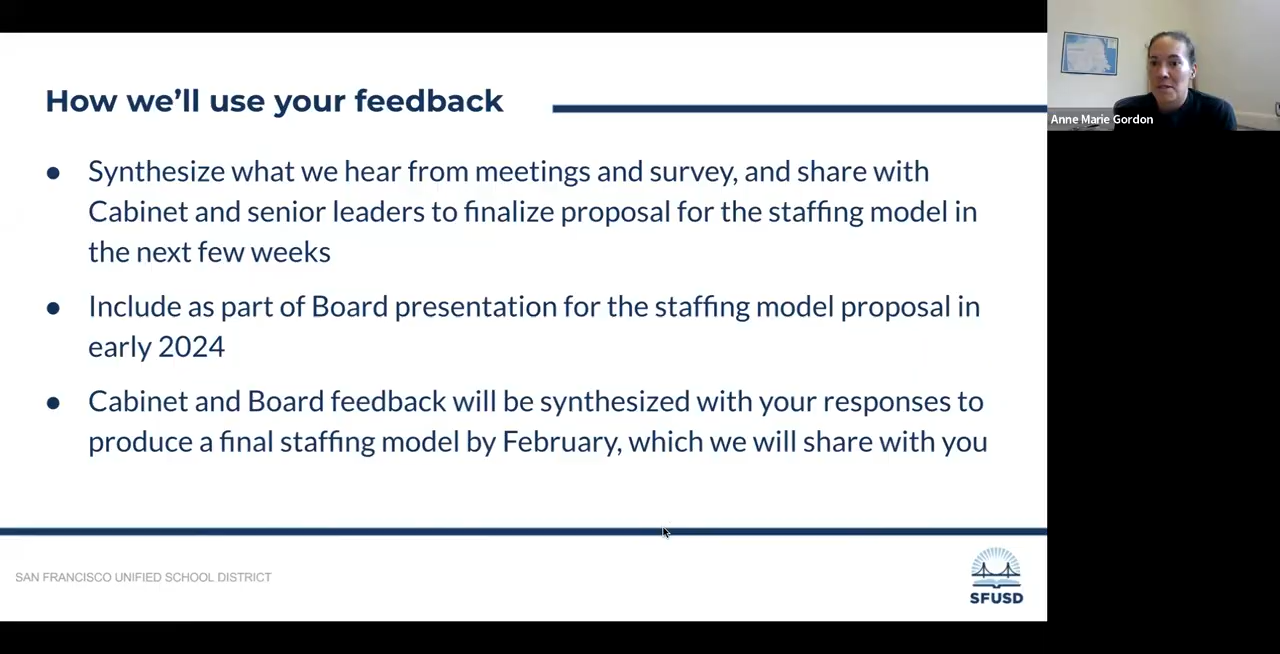 How we'll use your feedback
Anne Marie Gordon
● Synthesize what we hear from meetings and survey, and share with
Cabinet and senior leaders to finalize proposal for the staffing model in
the next few weeks
● Include as part of Board presentation for the staffing model proposal in
early 2024
● Cabinet and Board feedback will be synthesized with your responses to
produce a final staffing model by February, which we will share with you
SAN FRANCISCO UNIFIED SCHOOL DISTRICT
SFUSD